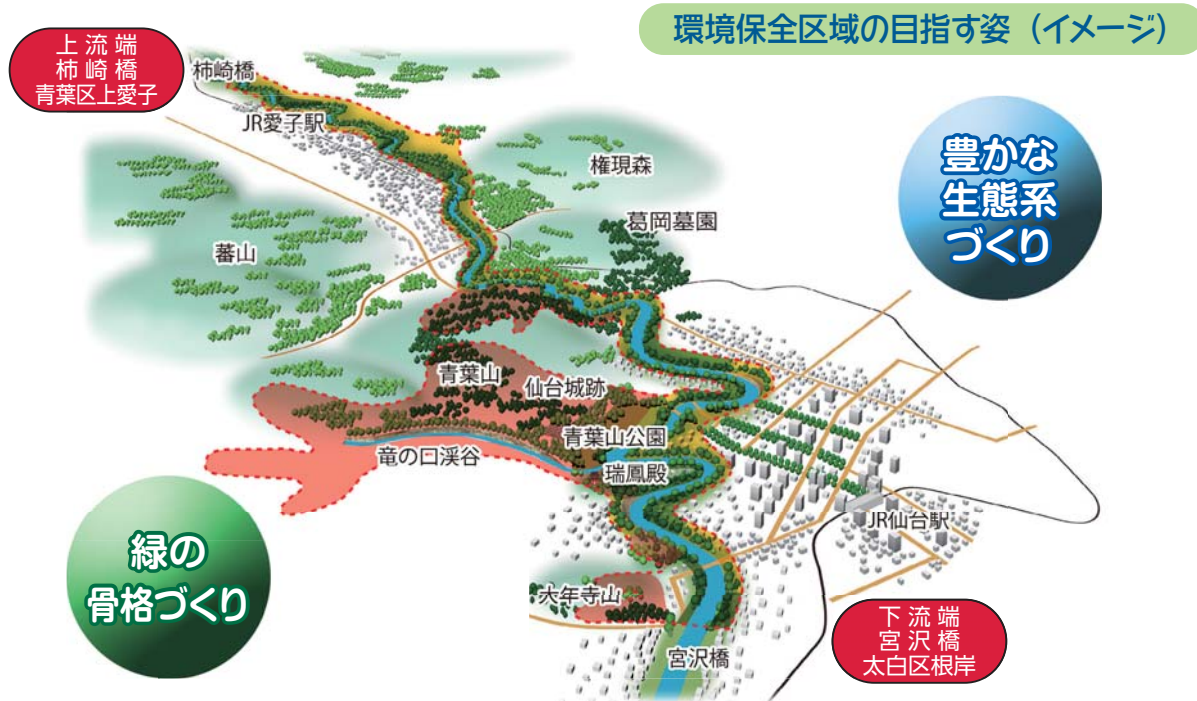 環境保全区域の目指す姿（イメージ）
上流端
柿崎橋
青葉区上愛子
柿崎橋
JR愛子駅
権現森
豊かな
生態系
づくり
葛岡墓園
蕃山
青葉山
仙台城跡
青葉山公園
竜の口渓谷
瑞鳳殿
JR仙台駅
緑の
骨格づくり
大年寺山
下流端
宮沢橋
太白区根岸
宮沢橋